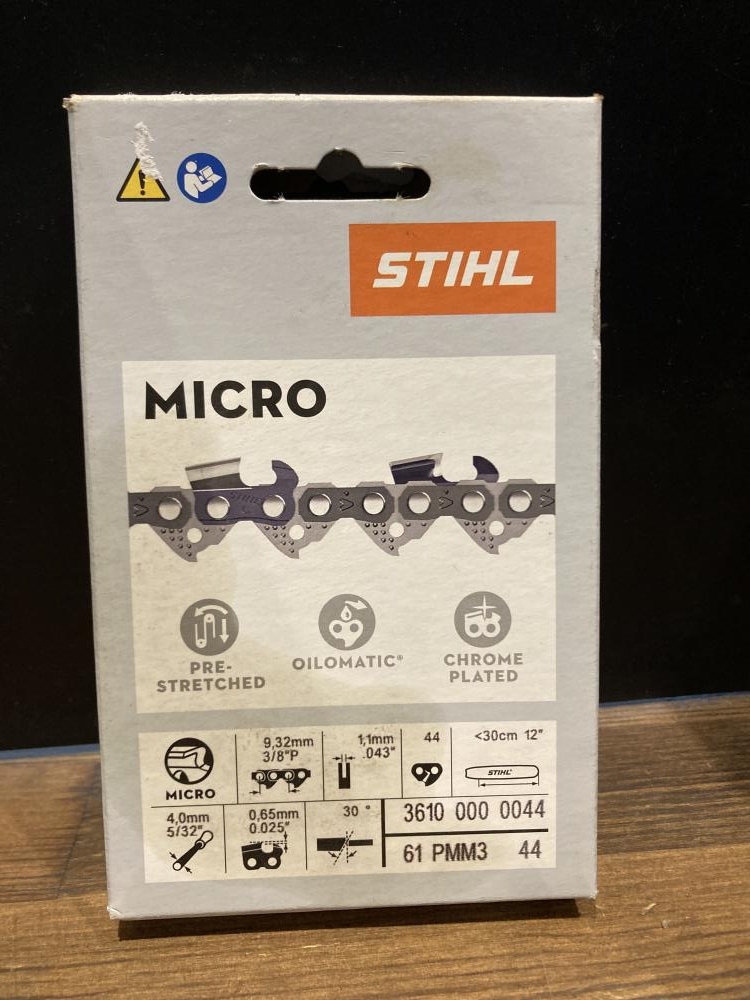 STIHL
MICRO
STIHL
PRE-
STRETCHED
OILOMATIC®
CHROME
PLATED
MICRO
9,32mm
3/8"P
1,1mm
.043"
44
<30cm 12"
STIHL
4,0mm
5/32"
0,65mm
0.025"
30 °
3610 000 0044
61 PMM3 44